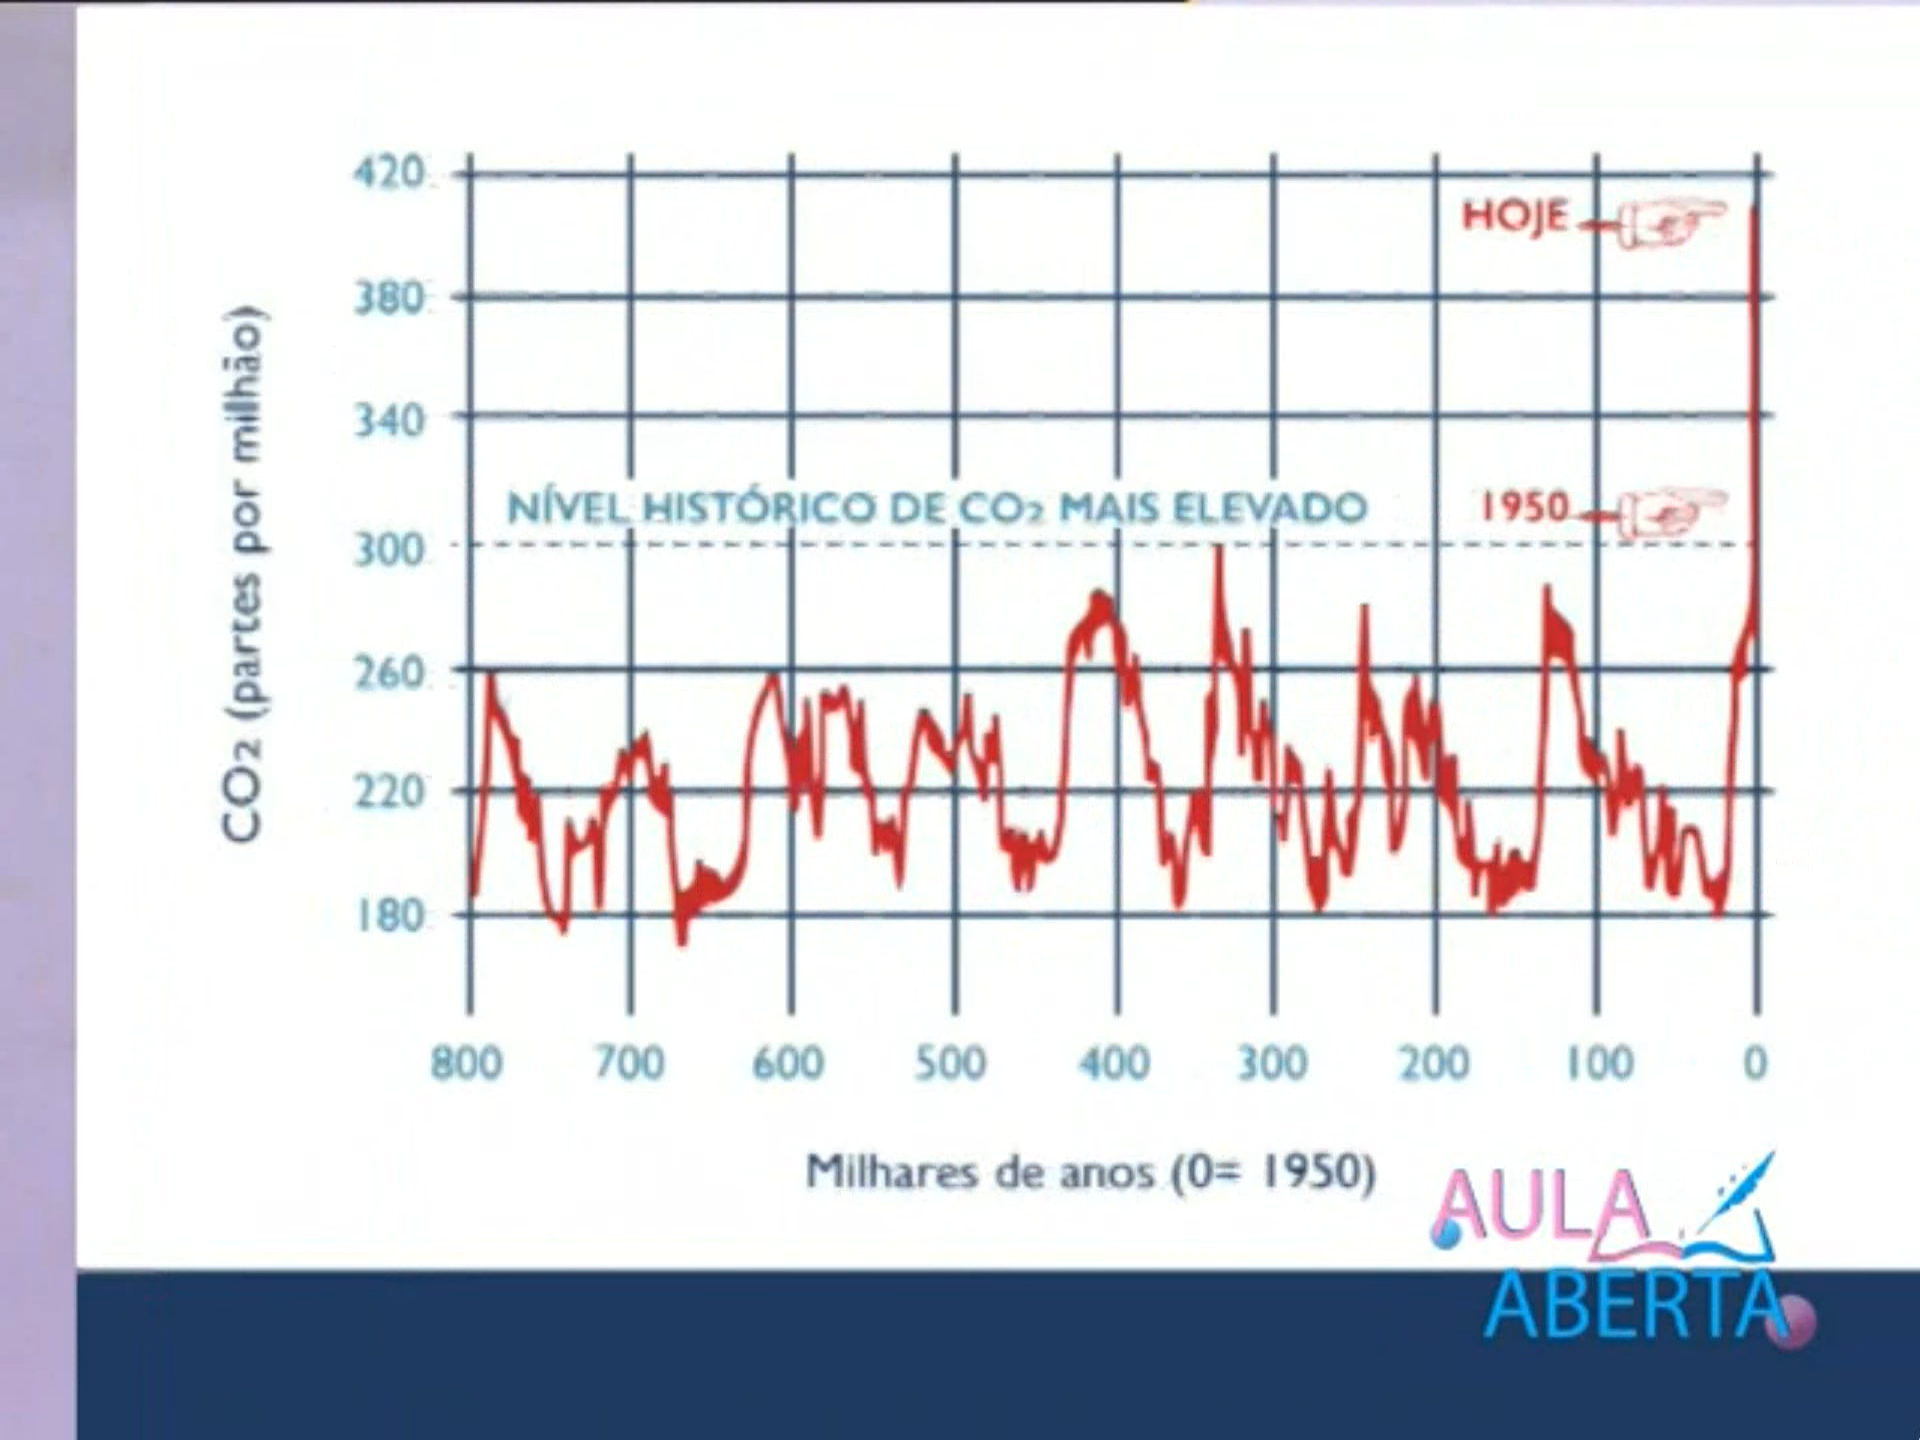 420
HOJE
380
340
NÍVEL HISTÓRICO DE CO2 MAIS ELEVADO
1950
300
260
220
180
CO2 (partes por milhão)
800 700 600 500 400 300 200 100 0
Milhares de anos (0= 1950)
AULA
ABERTA